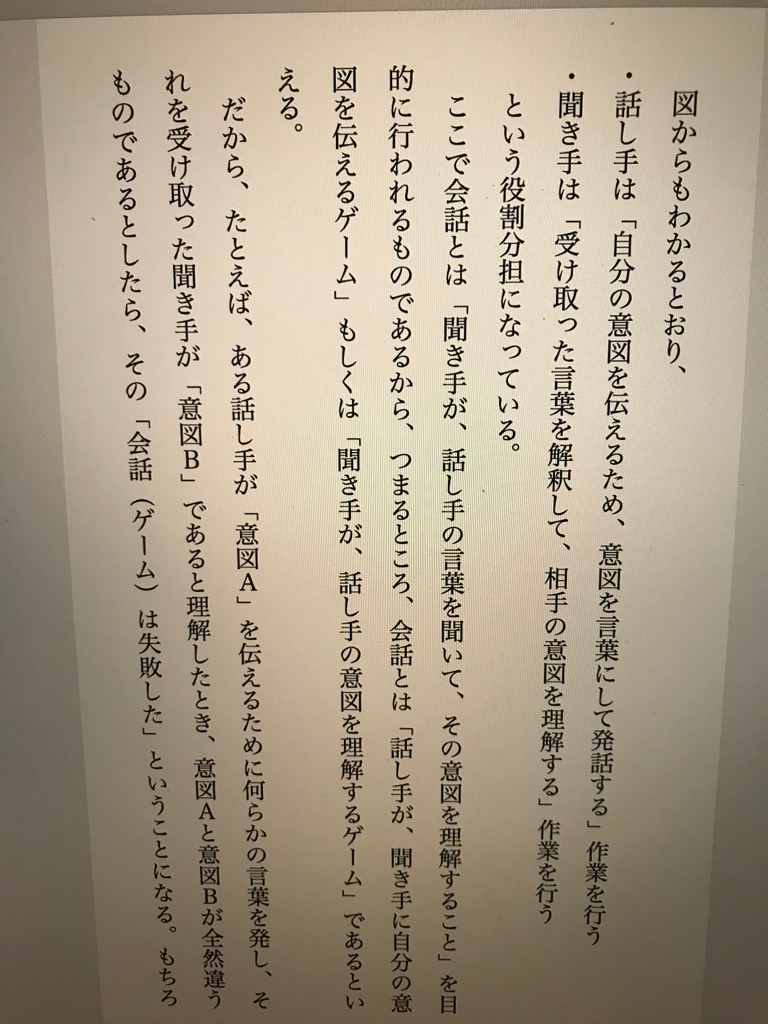 図からもわかるとおり、
・話し手は「自分の意図を伝えるため、意図を言葉にして発話する」作業を行う
・聞き手は「受け取った言葉を解釈して、相手の意図を理解する」作業を行う
という役割分担になっている。
ここで会話とは「聞き手が、話し手の言葉を聞いて、その意図を理解すること」を目
的に行われるものであるから、つまるところ、会話とは「話し手が、聞き手に自分の意
図を伝えるゲーム」もしくは「聞き手が、話し手の意図を理解するゲーム」であるとい
える。
だから、たとえば、ある話し手が「意図A」を伝えるために何らかの言葉を発し、そ
れを受け取った聞き手が「意図B」であると理解したとき、意図Aと意図Bが全然違う
ものであるとしたら、その「会話（ゲーム）は失敗した」ということになる。もちろ